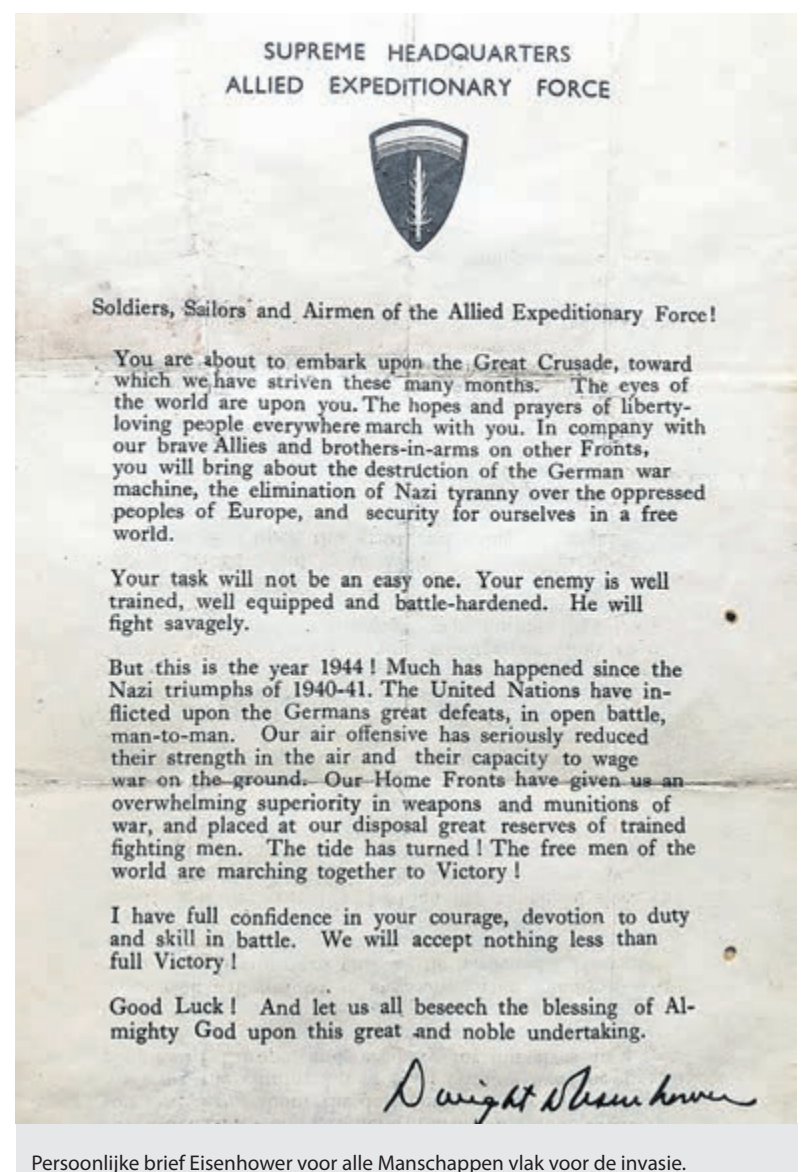 SUPREME HEADQUARTERS
ALLIED EXPEDITIONARY FORCE
Soldiers, Sailors and Airmen of the Allied Expeditionary Force!
You are about to embark upon the Great Crusade, toward
which we have striven these many months. The eyes of
the world are upon you. The hopes and prayers of liberty-
loving people everywhere march with you. In company with
our brave Allies and brothers-in-arms on other Fronts,
you will bring about the destruction of the German war
machine, the elimination of Nazi tyranny over the oppressed
peoples of Europe, and security for ourselves in a free
world.
Your task will not be an easy one. Your enemy is well
trained, well equipped and battle-hardened. He will
fight savagely.
But this is the year 1944 ! Much has happened since the
Nazi triumphs of 1940-41. The United Nations have in-
flicted upon the Germans great defeats, in open battle,
man-to-man. Our air offensive has seriously reduced
their strength in the air and their capacity to wage
war on the ground. Our Home Fronts have given us an
overwhelming superiority in weapons and munitions of
war, and placed at our disposal great reserves of trained
fighting men. The tide has turned ! The free men of the
world are marching together to Victory !
I have full confidence in your courage, devotion to duty
and skill in battle. We will accept nothing less than
full Victory !
Good Luck ! And let us all beseech the blessing of Al-
mighty God upon this great and noble undertaking.
Dwight D Eisenhower
Persoonlijke brief Eisenhower voor alle Manschappen vlak voor de invasie.